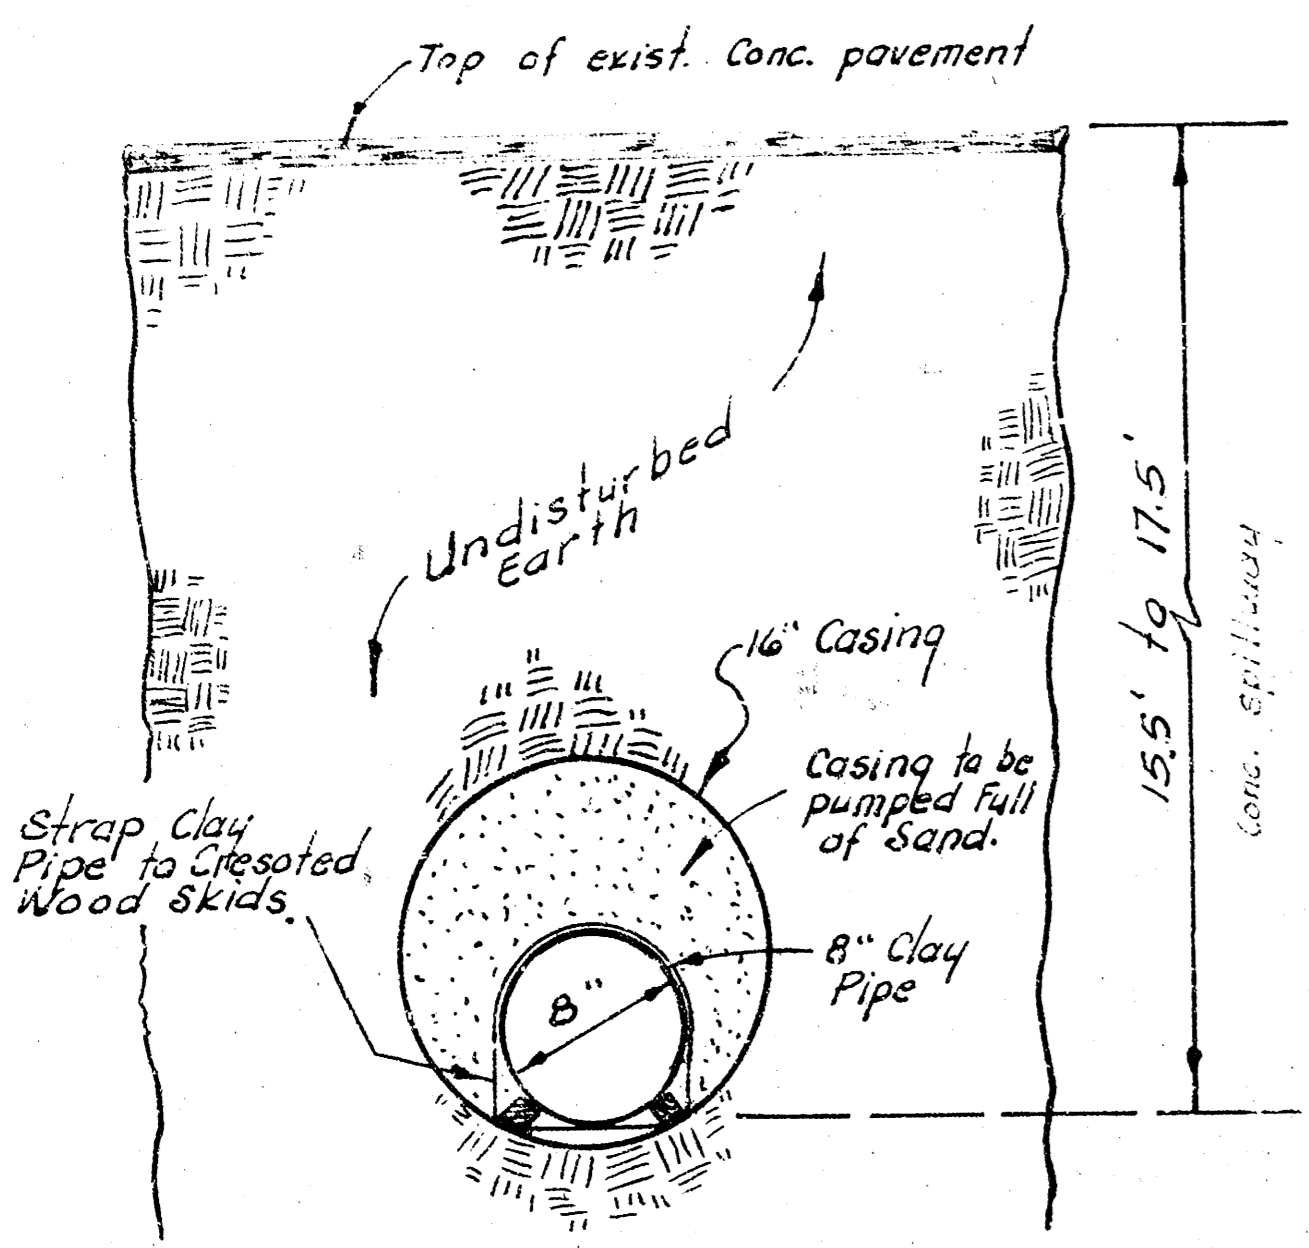 Top of exist. Conc. pavement
Undisturbed
Earth
15.5' to 17.5'
Conc. spillway
16" Casing
Casing to be
pumped Full
of Sand.
Strap Clay
Pipe to Cresoted
Wood Skids.
8" Clay
Pipe
8"